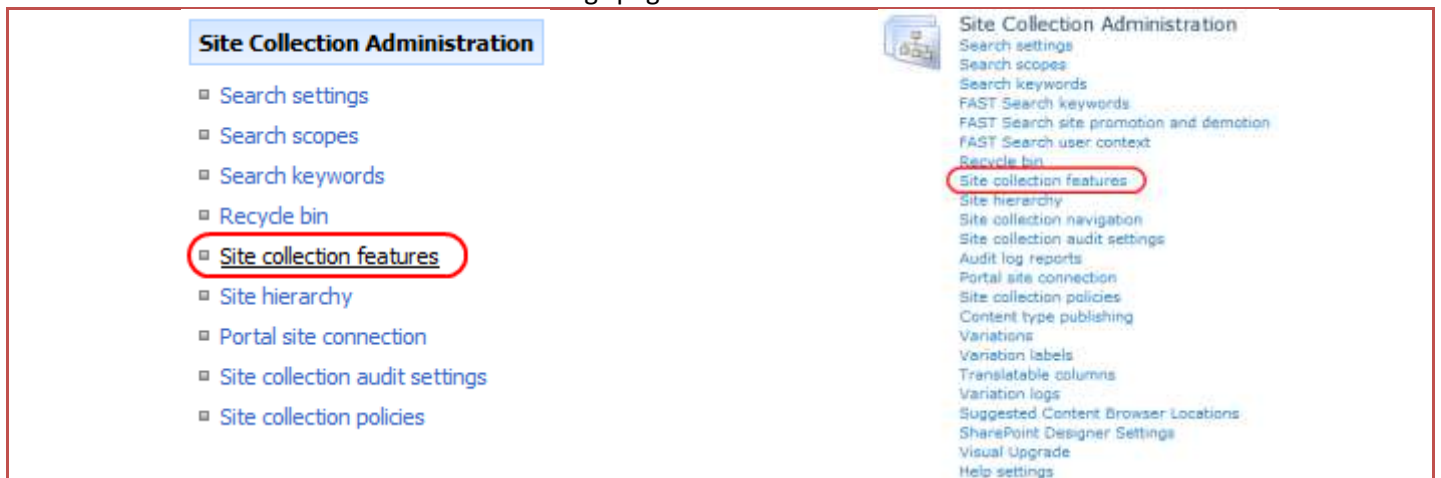 Site Collection Administration
Search settings
Search scopes
Search keywords
Recycle bin
Site collection features
Site hierarchy
Portal site connection
Site collection audit settings
Site collection policies
Site Collection Administration
Search settings
Search scopes
Search keywords
FAST Search keywords
FAST Search site promotion and demotion
FAST Search user context
Recycle bin
Site collection features
Site hierarchy
Site collection navigation
Site collection audit settings
Audit log reports
Portal site connection
Site collection policies
Content type publishing
Variations
Variation labels
Translatable columns
Variation logs
Suggested Content Browser Locations
SharePoint Designer Settings
Visual Upgrade
Help settings